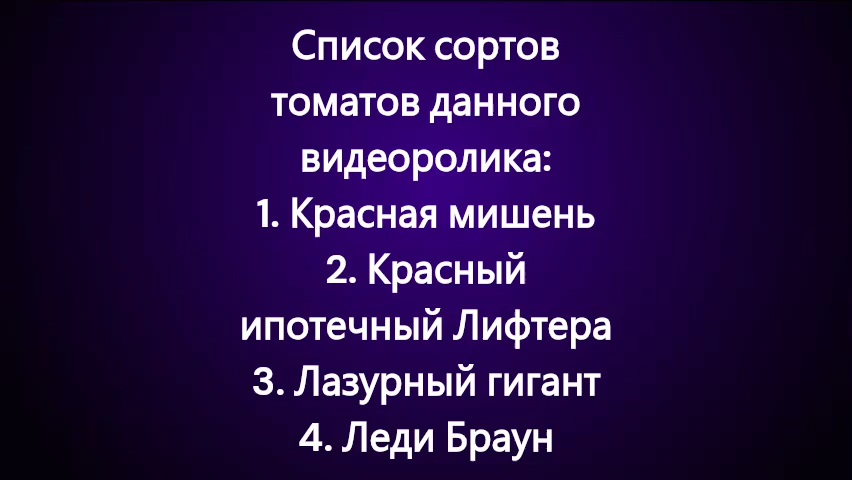 Список сортов
томатов данного
видеоролика:
1. Красная мишень
2. Красный
ипотечный Лифтера
3. Лазурный гигант
4. Леди Браун